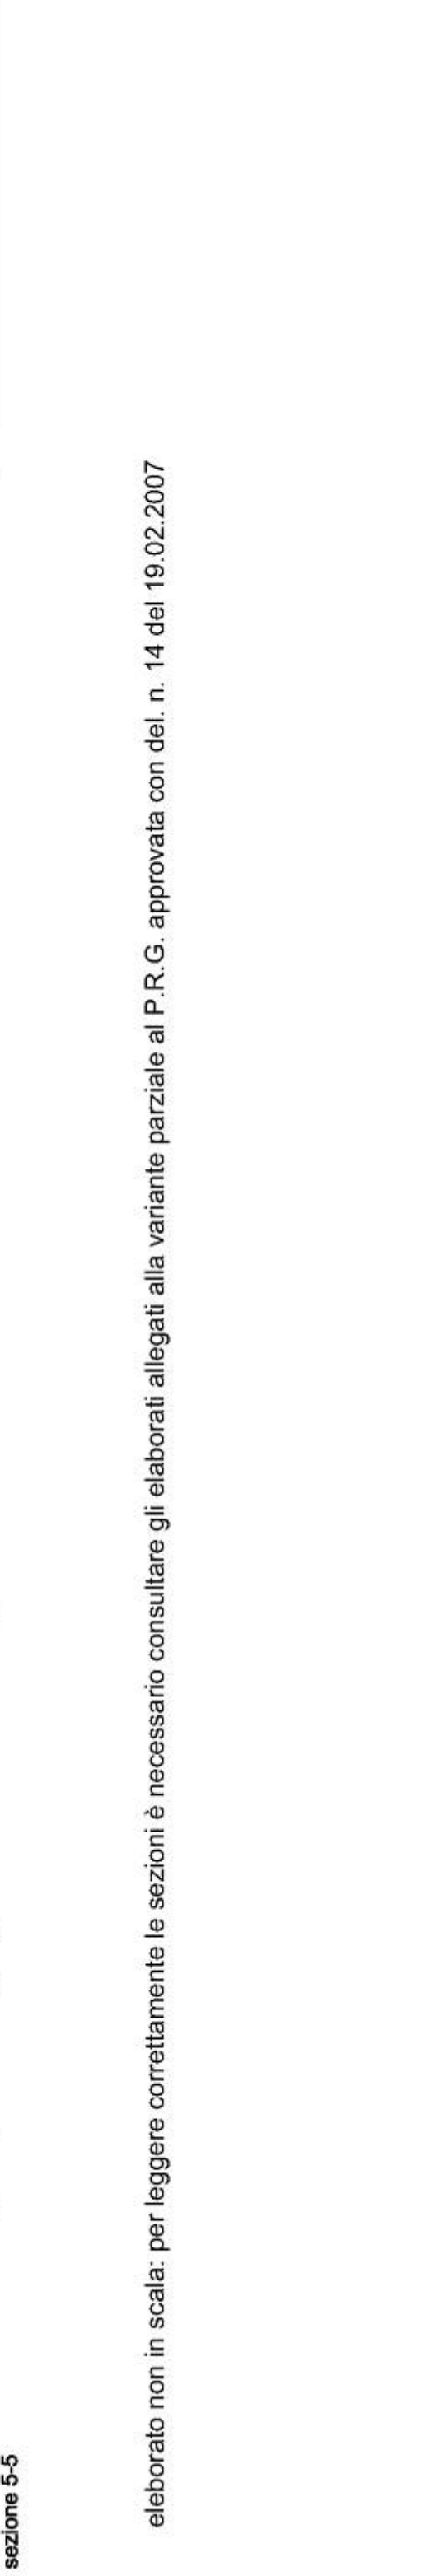 sezione 5-5
eleborato non in scala: per leggere correttamente le sezioni è necessario consultare gli elaborati allegati alla variante parziale al P.R.G. approvata con del. n. 14 del 19.02.2007